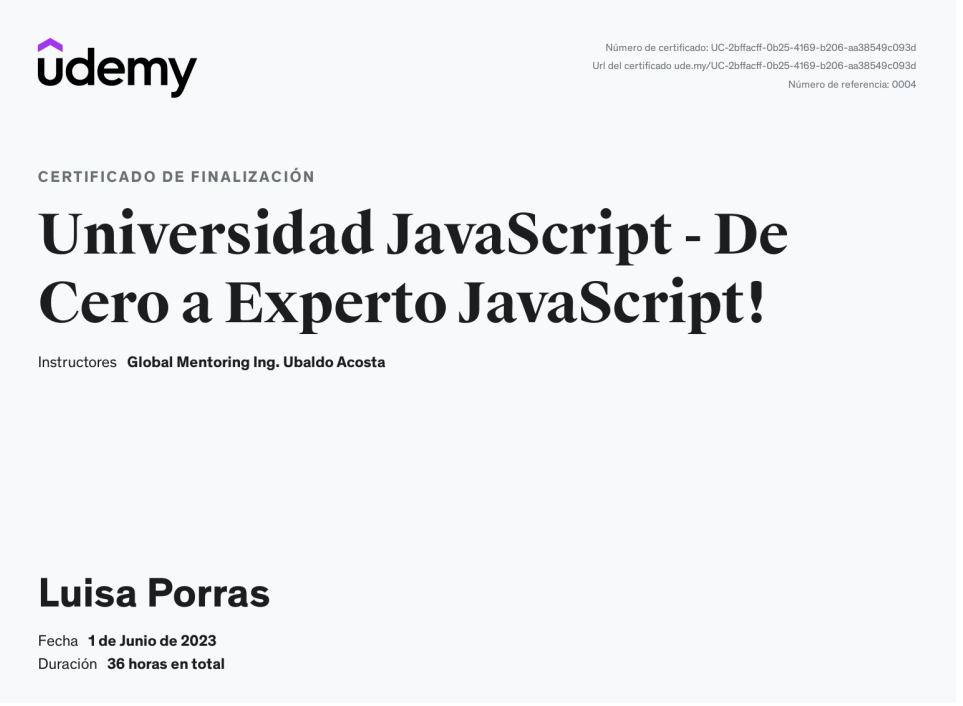 udemy
Número de certificado: UC-2bffacff-0b25-4169-b206-aa38549c093d
Url del certificado ude.my/UC-2bffacff-0b25-4169-b206-aa38549c093d
Número de referencia: 0004
CERTIFICADO DE FINALIZACIÓN
Universidad JavaScript - De
Cero a Experto JavaScript!
Instructores Global Mentoring Ing. Ubaldo Acosta
Luisa Porras
Fecha 1 de Junio de 2023
Duración 36 horas en total